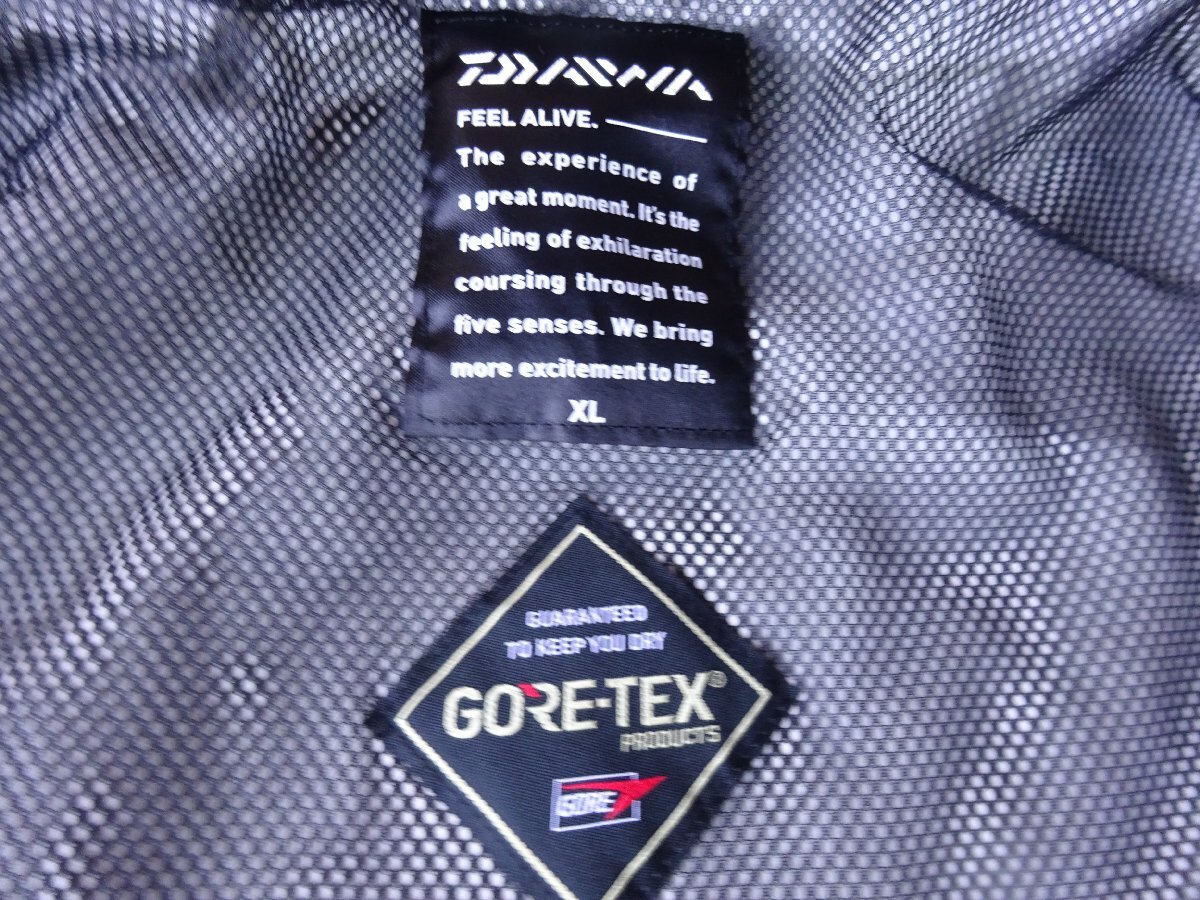 DAIWA
FEEL ALIVE.
The experience of
a great moment. It's the
feeling of exhilaration
coursing through the
five senses. We bring
more excitement to life.
XL
GUARANTEED
TO KEEP YOU DRY
GORE-TEX®
PRODUCTS
GORE